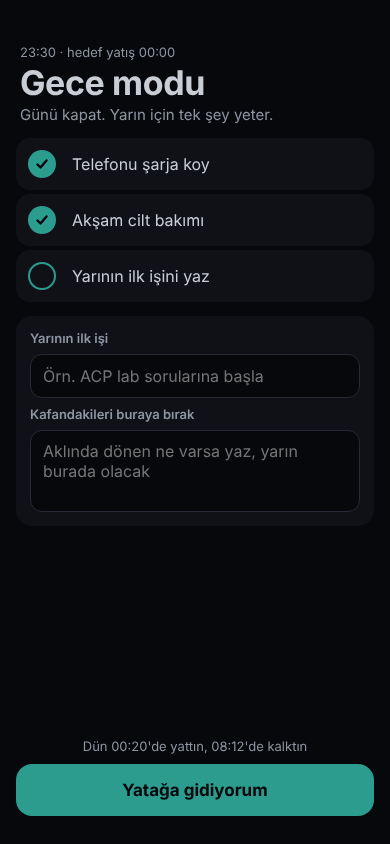 23:30 · hedef yatış 00:00
Gece modu
Günü kapat. Yarın için tek şey yeter.
Telefonu şarja koy
Akşam cilt bakımı
Yarının ilk işini yaz
Yarının ilk işi
Örn. ACP lab sorularına başla
Kafandakileri buraya bırak
Aklında dönen ne varsa yaz, yarın
burada olacak
Dün 00:20'de yattın, 08:12'de kalktın
Yatağa gidiyorum